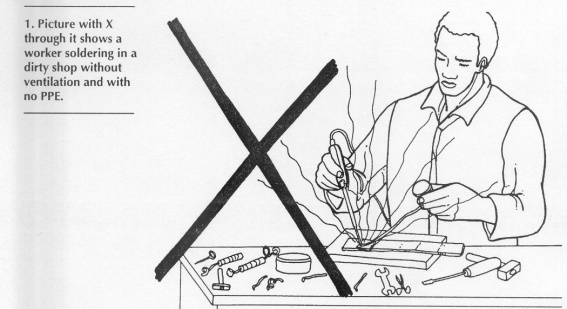 1. Picture with X
through it shows a
worker soldering in a
dirty shop without
ventilation and with
no PPE.